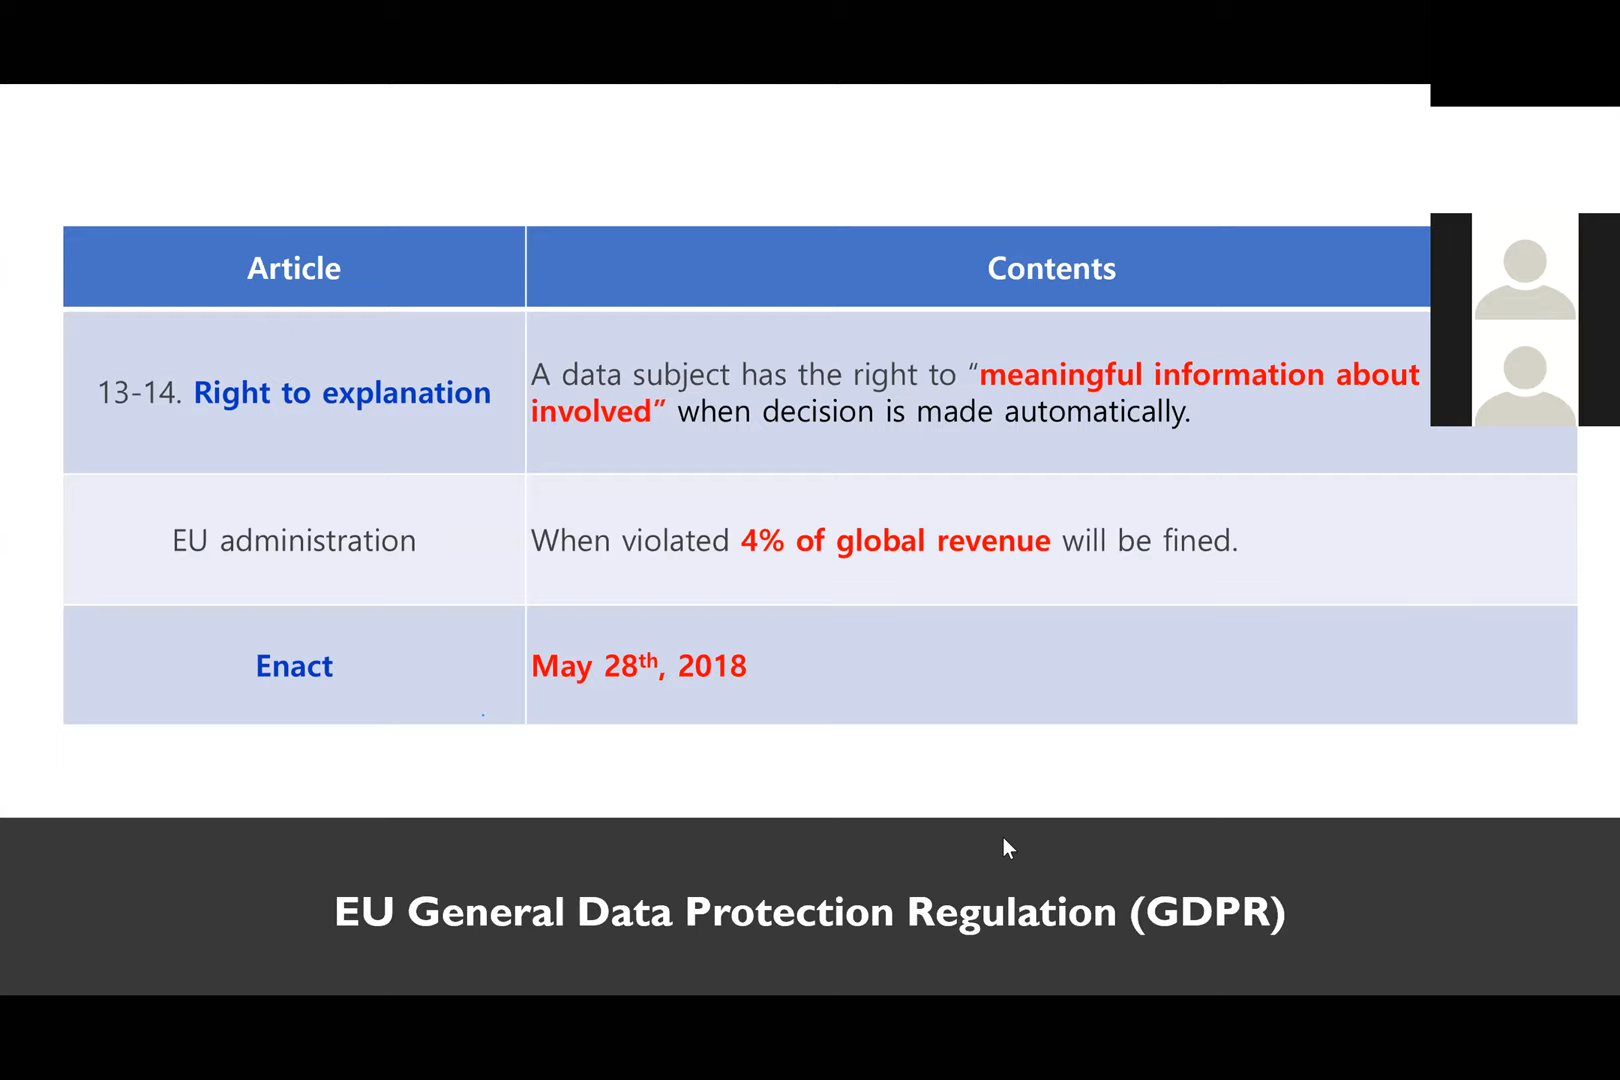 Article
Contents
13-14. Right to explanation
A data subject has the right to “meaningful information about
involved” when decision is made automatically.
EU administration
When violated 4% of global revenue will be fined.
Enact
May 28th, 2018
EU General Data Protection Regulation (GDPR)